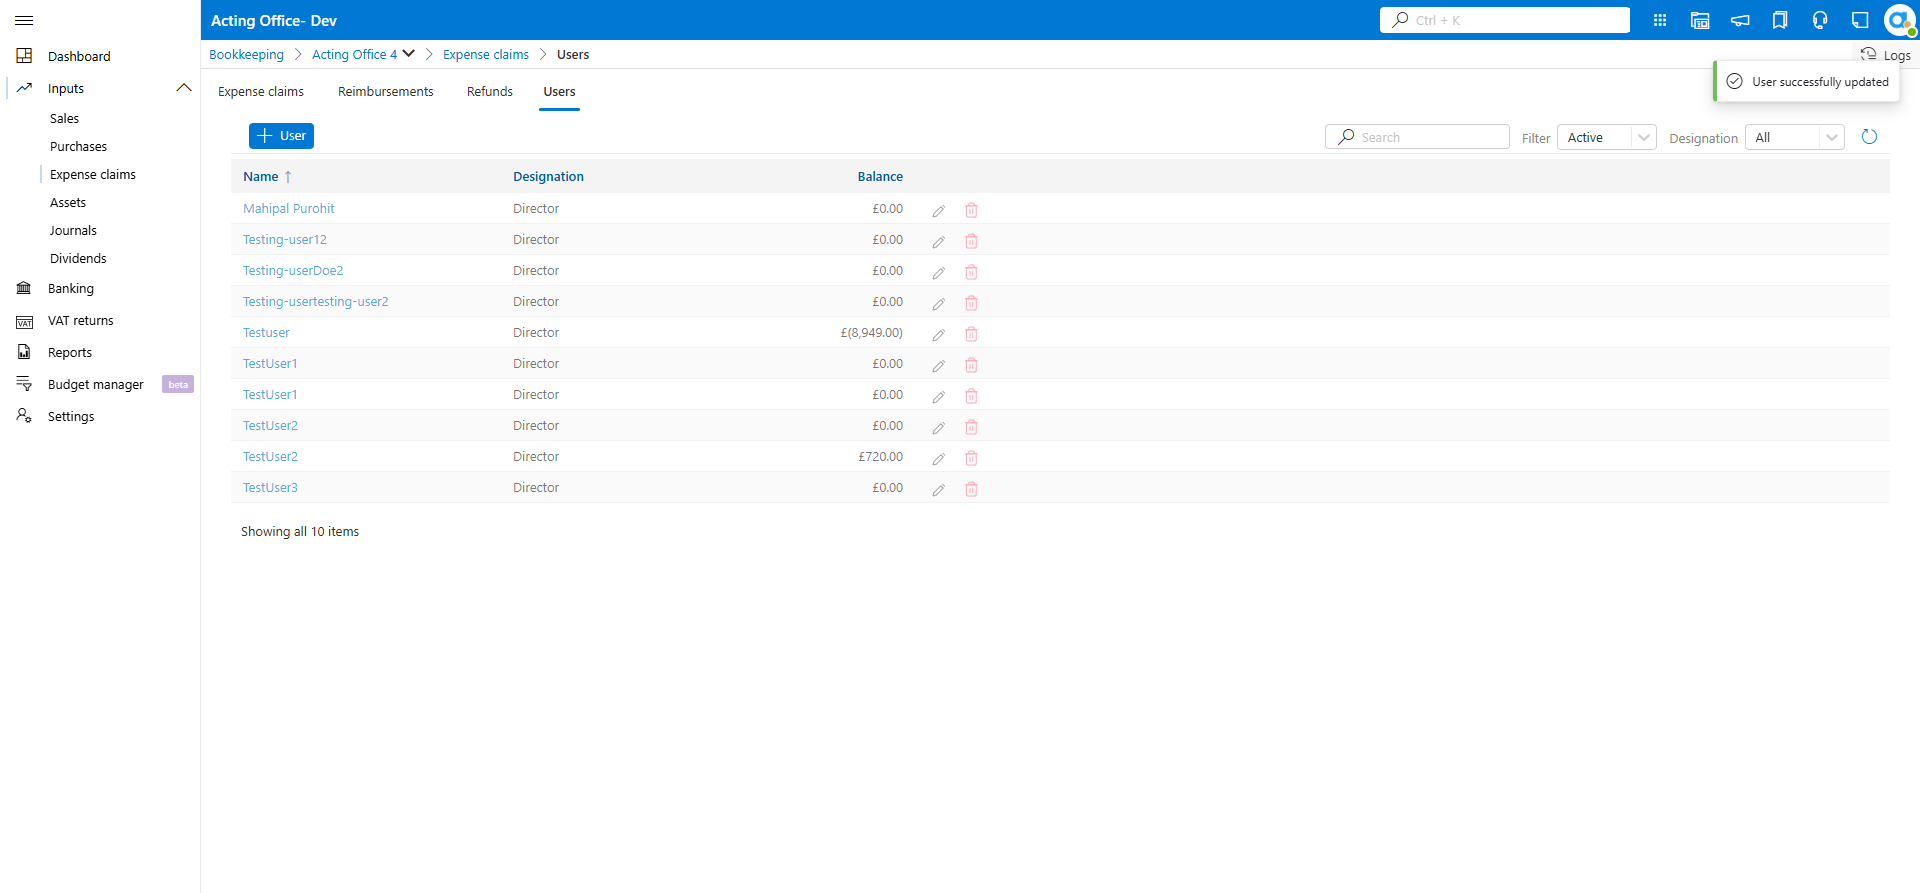 Acting Office- Dev
Ctrl + K
Dashboard
Inputs
Sales
Purchases
Expense claims
Assets
Journals
Dividends
Banking
VAT
VAT returns
Reports
Budget manager beta
Settings
Bookkeeping Acting Office 4 Expense claims Users
Logs
User successfully updated
Expense claims Reimbursements Refunds Users
User
Search Filter Active Designation All
Name ↑ Designation Balance
Mahipal Purohit Director £0.00
Testing-user12 Director £0.00
Testing-userDoe2 Director £0.00
Testing-usertesting-user2 Director £0.00
Testuser Director £(8,949.00)
TestUser1 Director £0.00
TestUser1 Director £0.00
TestUser2 Director £0.00
TestUser2 Director £720.00
TestUser3 Director £0.00
Showing all 10 items